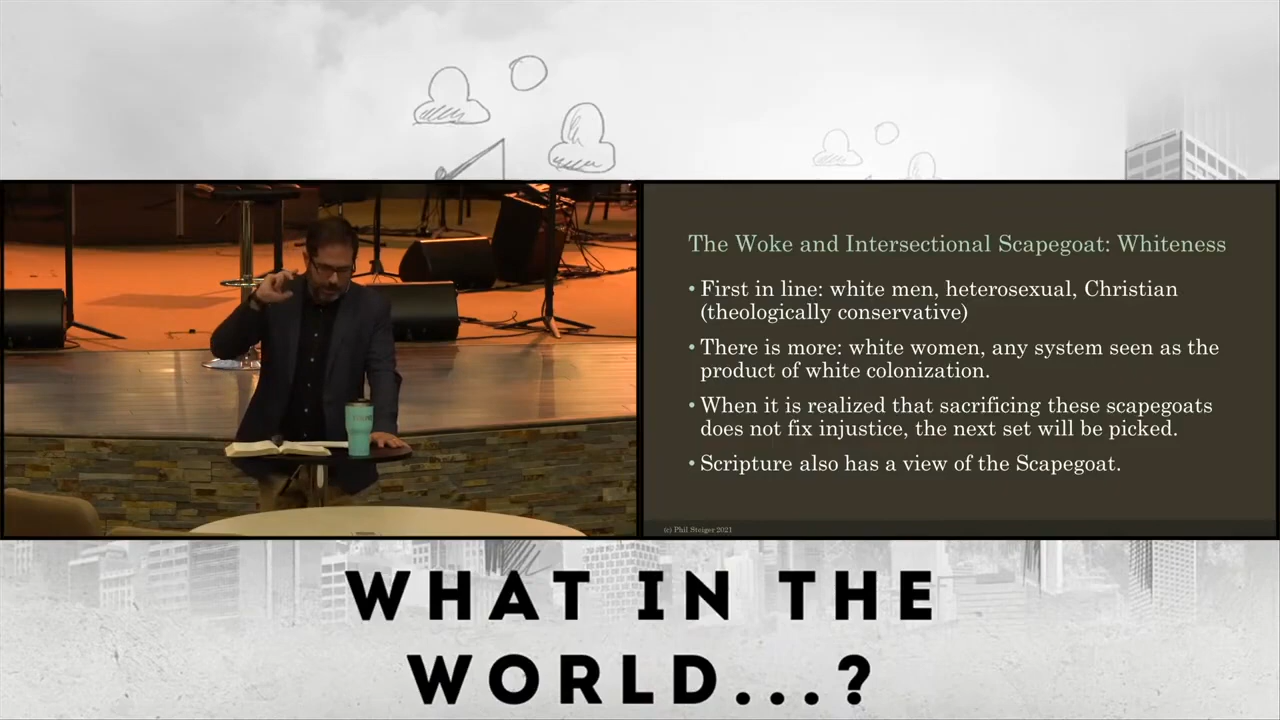 The Woke and Intersectional Scapegoat: Whiteness
• First in line: white men, heterosexual, Christian
(theologically conservative)
• There is more: white women, any system seen as the
product of white colonization.
• When it is realized that sacrificing these scapegoats
does not fix injustice, the next set will be picked.
• Scripture also has a view of the Scapegoat.
(c) Phil Steiger 2021
WHAT IN THE
WORLD...?